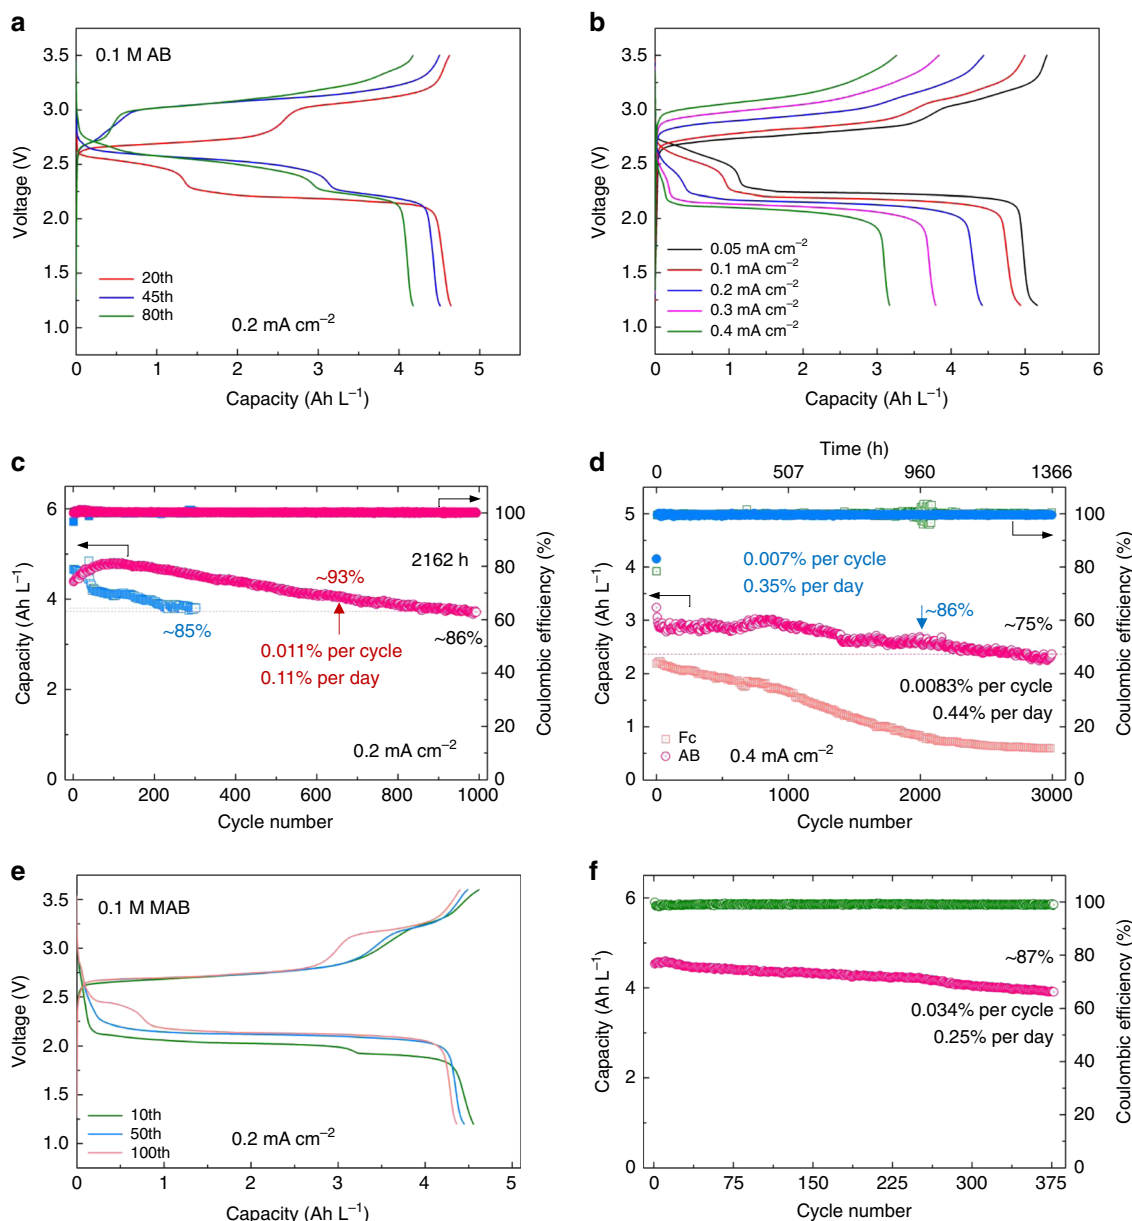 a
0.1 M AB
3.5
3.0
2.5
2.0
1.5
1.0
Voltage (V)
20th
45th
80th
0.2 mA cm⁻²
0 1 2 3 4 5
Capacity (Ah L⁻¹)
b
3.5
3.0
2.5
2.0
1.5
1.0
Voltage (V)
0.05 mA cm⁻²
0.1 mA cm⁻²
0.2 mA cm⁻²
0.3 mA cm⁻²
0.4 mA cm⁻²
0 1 2 3 4 5 6
Capacity (Ah L⁻¹)
c
6
4
2
0
Capacity (Ah L⁻¹)
100
80
60
40
20
0
Coulombic efficiency (%)
2162 h
~93%
~85%
~86%
0.011% per cycle
0.11% per day
0.2 mA cm⁻²
0 200 400 600 800 1000
Cycle number
d
Time (h)
0 507 960 1366
5
4
3
2
1
0
Capacity (Ah L⁻¹)
100
80
60
40
20
0
Coulombic efficiency (%)
0.007% per cycle
0.35% per day
~86%
~75%
0.0083% per cycle
0.44% per day
Fc
AB
0.4 mA cm⁻²
0 1000 2000 3000
Cycle number
e
0.1 M MAB
3.5
3.0
2.5
2.0
1.5
1.0
Voltage (V)
10th
50th
100th
0.2 mA cm⁻²
0 1 2 3 4 5
Capacity (Ah L⁻¹)
f
6
4
2
0
Capacity (Ah L⁻¹)
100
80
60
40
20
0
Coulombic efficiency (%)
~87%
0.034% per cycle
0.25% per day
0 75 150 225 300 375
Cycle number